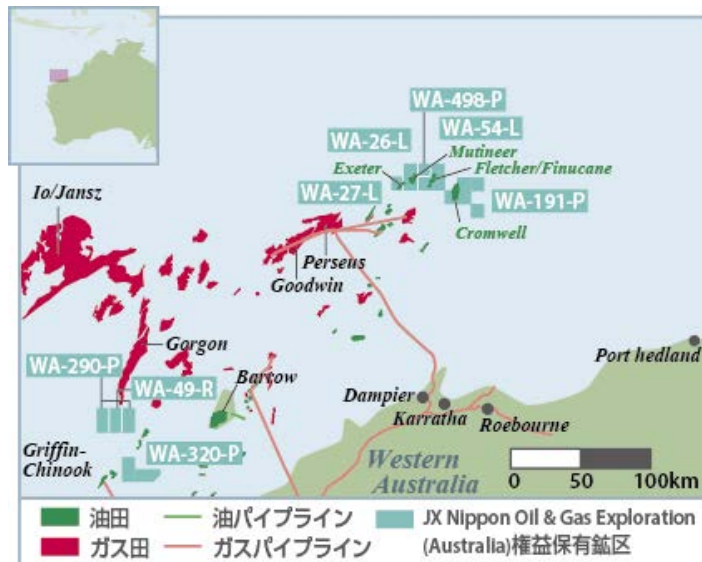 WA-498-P
WA-26-L
WA-54-L
Mutineer
Exeter
Fletcher/Finucane
WA-27-L
WA-191-P
Io/Jansz
Cromwell
Perseus
Goodwin
Gorgon
Port hedland
WA-290-P
WA-49-R
Barrow
Dampier
Karratha
Roebourne
Griffin-
Chinook
WA-320-P
Western
Australia
0 50 100km
油田 油パイプライン JX Nippon Oil & Gas Exploration
ガス田 ガスパイプライン (Australia)権益保有鉱区